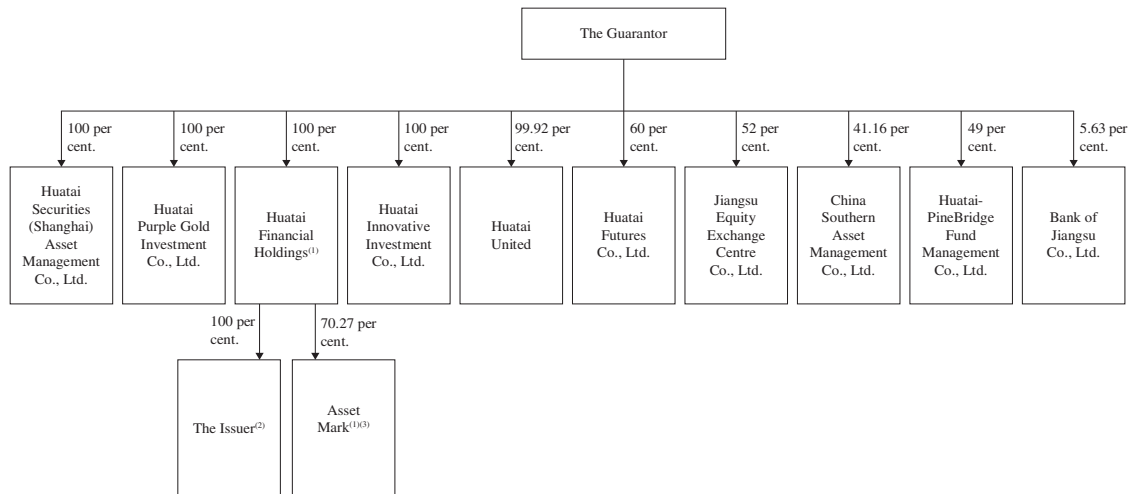 The Guarantor
100 per
cent.
100 per
cent.
100 per
cent.
100 per
cent.
99.92 per
cent.
60 per
cent.
52 per
cent.
41.16 per
cent.
49 per
cent.
5.63 per
cent.
Huatai
Securities
(Shanghai)
Asset
Management
Co., Ltd.
Huatai
Purple Gold
Investment
Co., Ltd.
Huatai
Financial
Holdings(1)
Huatai
Innovative
Investment
Co., Ltd.
Huatai
United
Huatai
Futures
Co., Ltd.
Jiangsu
Equity
Exchange
Centre
Co., Ltd.
China
Southern
Asset
Management
Co., Ltd.
Huatai-
PineBridge
Fund
Management
Co., Ltd.
Bank of
Jiangsu
Co., Ltd.
100 per
cent.
70.27 per
cent.
The Issuer(2)
Asset
Mark(1)(3)